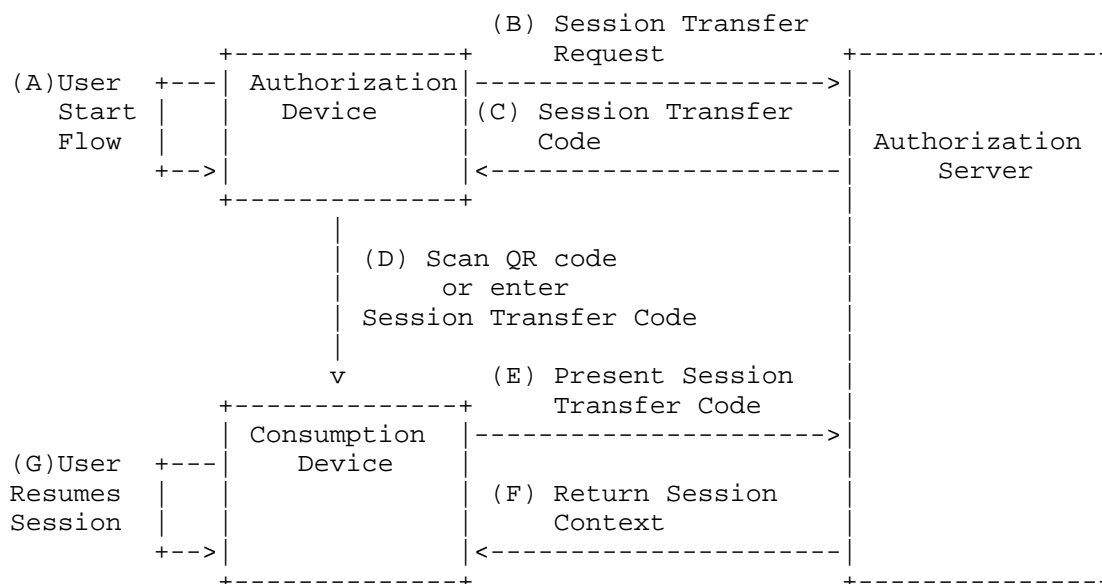 (B) Session Transfer
Request
(A)User
Start
Flow
Authorization
Device
(C) Session Transfer
Code
Authorization
Server
(D) Scan QR code
or enter
Session Transfer Code
(E) Present Session
Transfer Code
Consumption
Device
(G)User
Resumes
Session
(F) Return Session
Context